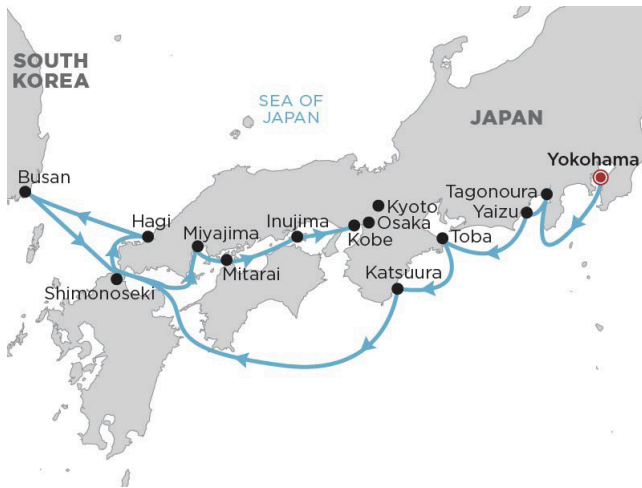 SOUTH
KOREA
SEA OF
JAPAN
JAPAN
Yokohama
Busan
Tagonoura
Yaizu
Kyoto
Osaka
Hagi
Miyajima
Inujima
Kobe
Toba
Mitarai
Katsuura
Shimonoseki